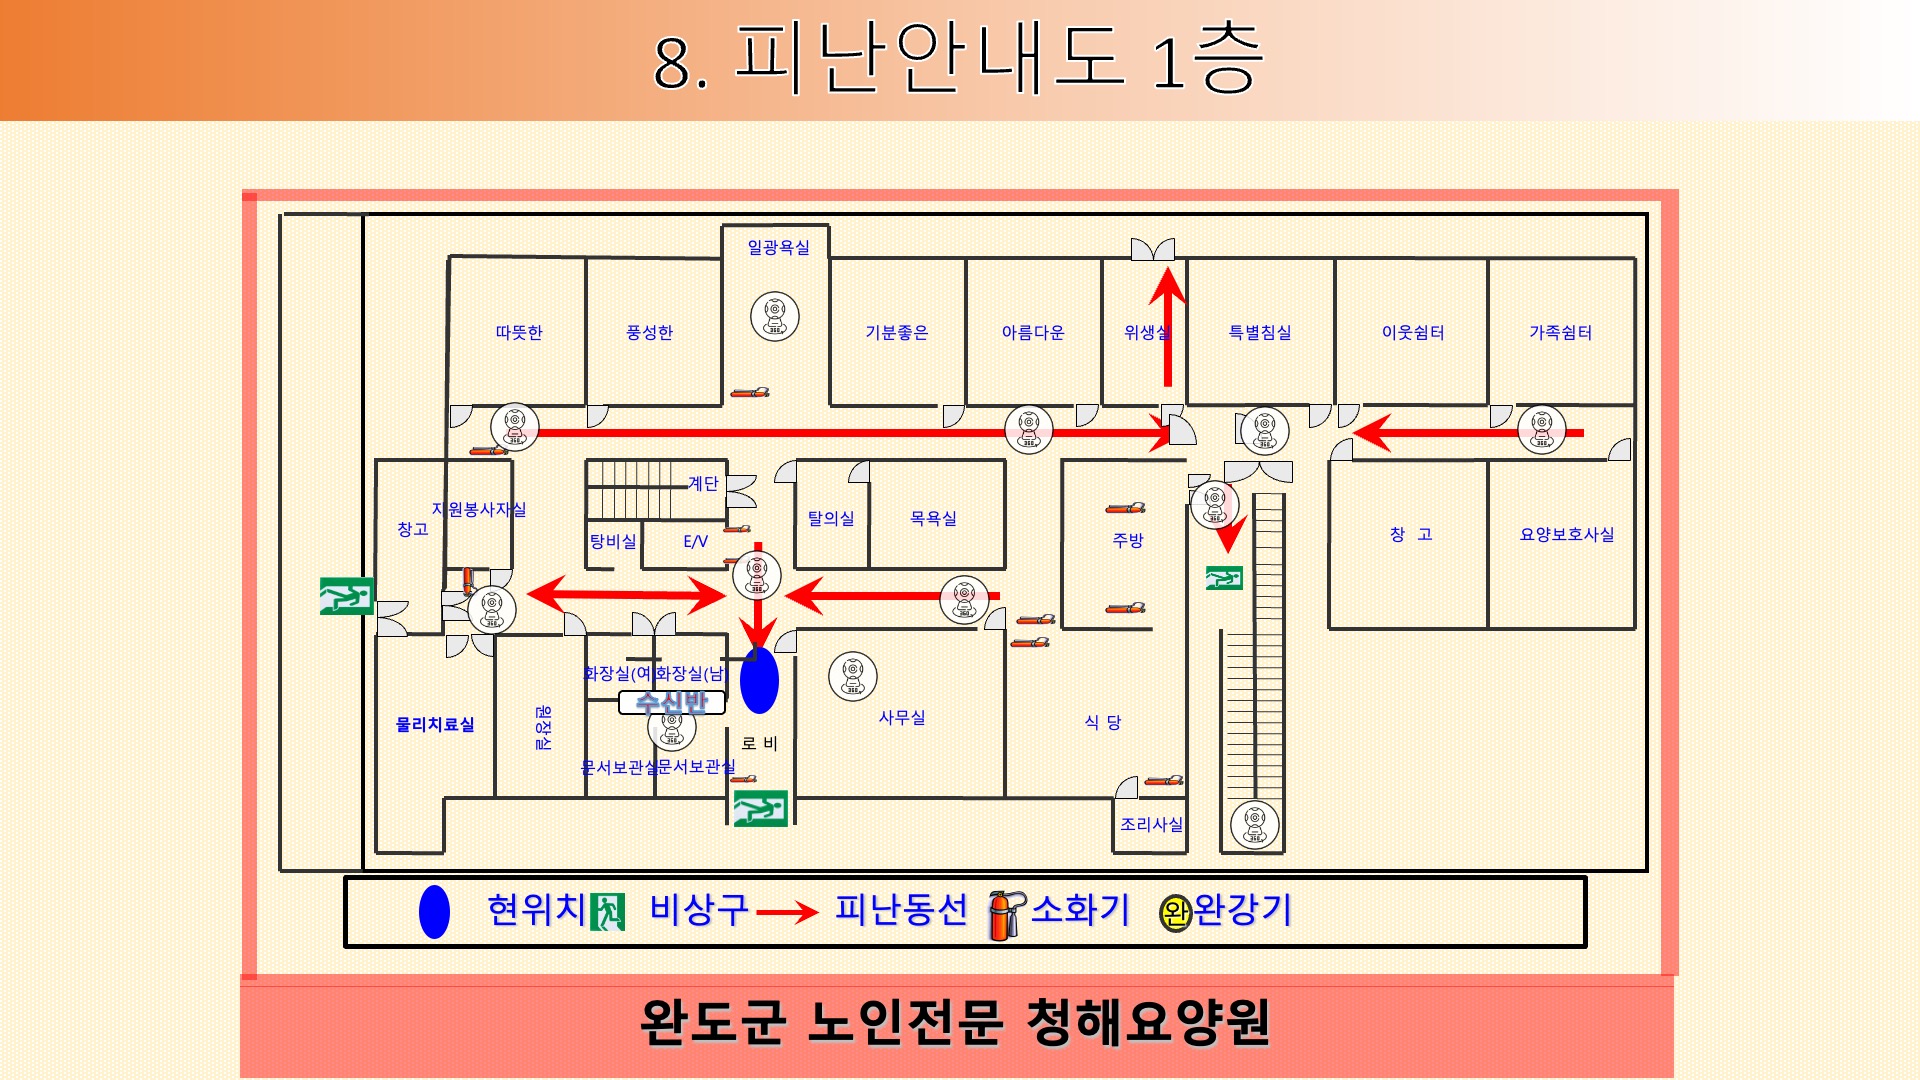 8. 피난안내도 1층
일광욕실
따뜻한
풍성한
기분좋은
아름다운
위생실
특별침실
이웃쉼터
가족쉼터
계단
지원봉사자실
창고
탕비실
E/V
탈의실
목욕실
주방
창 고
요양보호사실
화장실(여)
화장실(남)
수신반
물리치료실
원장실
사무실
식 당
로 비
문서보관실
문서보관실
조리사실
현위치
비상구
피난동선
소화기
완
완강기
완도군 노인전문 청해요양원